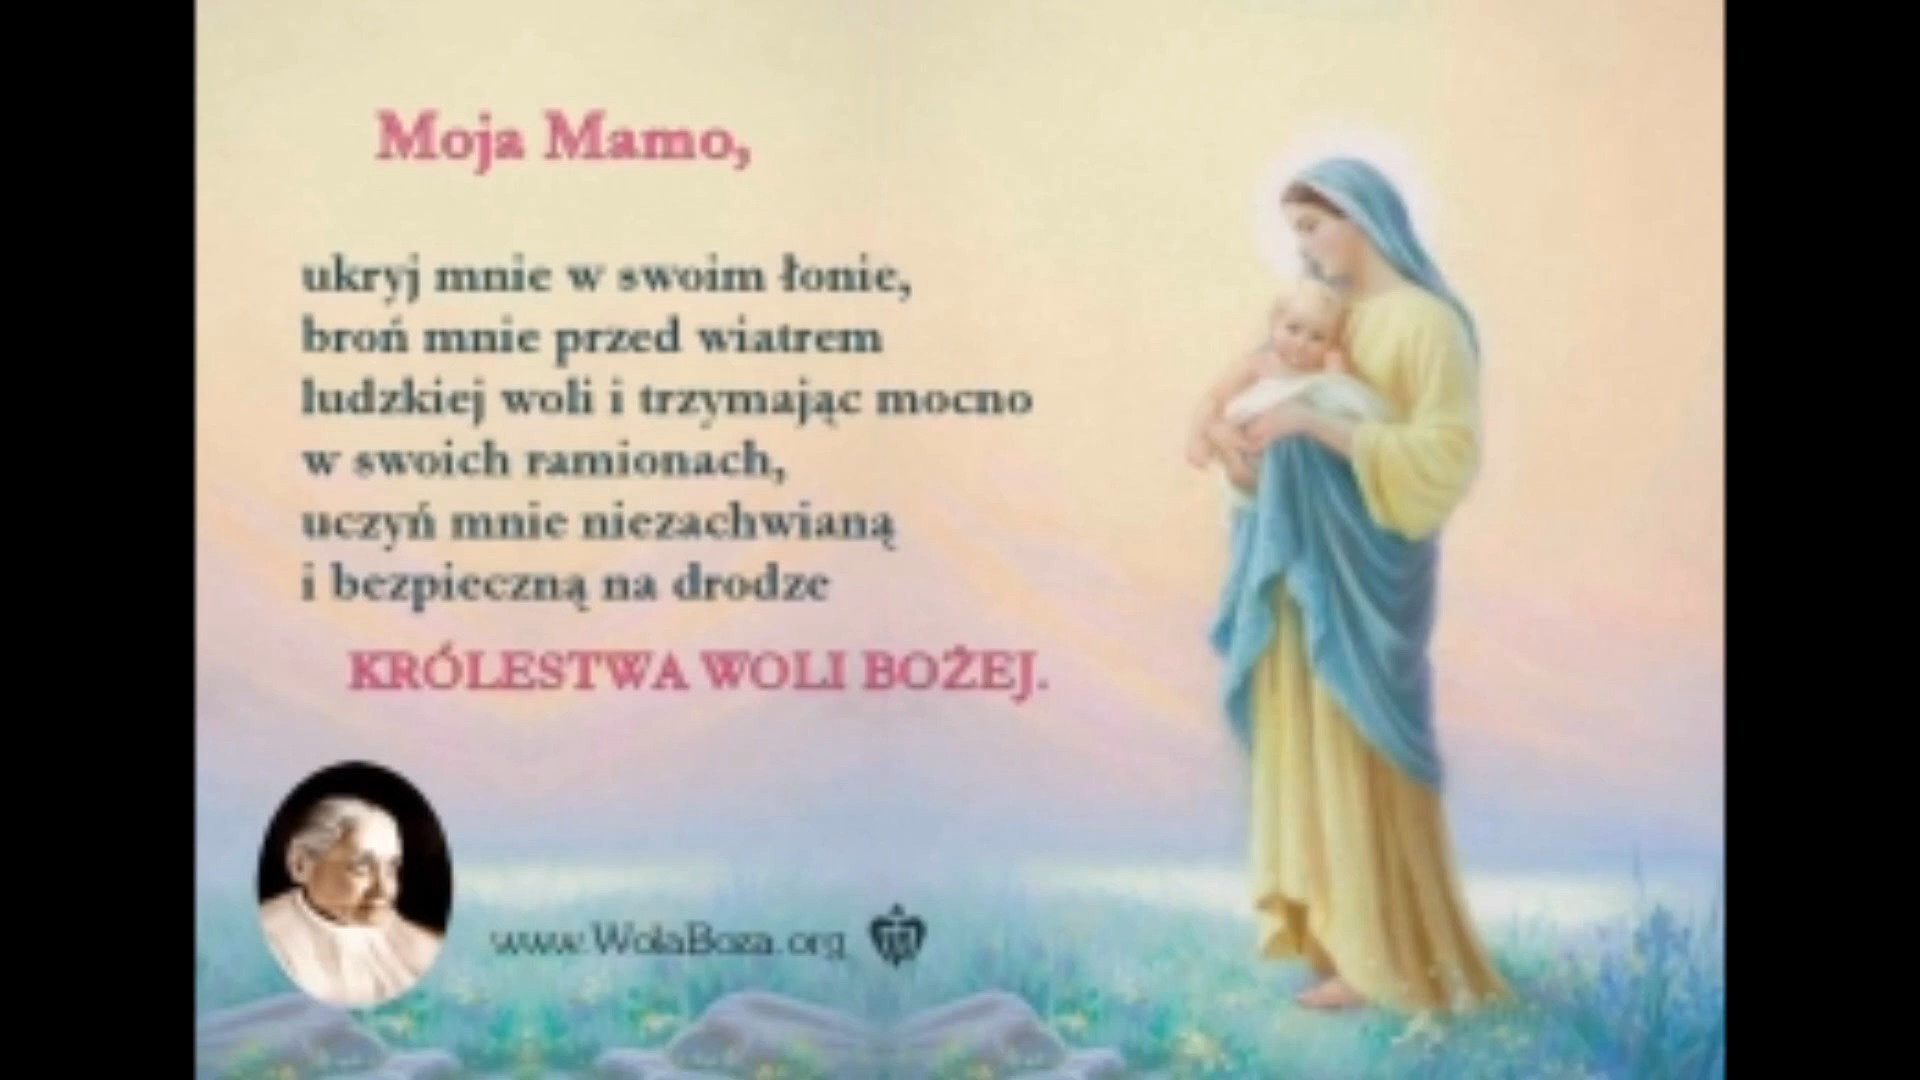 Moja Mamo,
ukryj mnie w swoim łonie,
broń mnie przed wiatrem
ludzkiej woli i trzymając mocno
w swoich ramionach,
uczyń mnie niezachwianą
i bezpieczną na drodze
KRÓLESTWA WOLI BOŻEJ.
www.WolaBoza.org